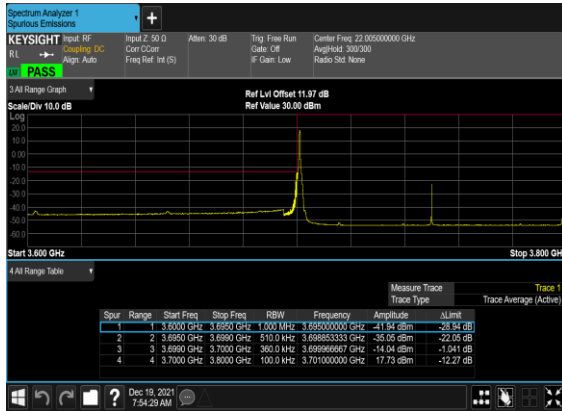 Spectrum Analyzer 1
Spurious Emissions
KEYSIGHT Input: RF Input Z: 50 Ω Atten: 30 dB Trig: Free Run Center Freq: 22.005000000 GHz
RL Coupling: DC Corr CCorr Gate: Off Avg|Hold: 300/300
Align: Auto Freq Ref: Int (S) IF Gain: Low Radio Std: None
LV PASS
3 All Range Graph
Ref Lvl Offset 11.97 dB
Scale/Div 10.0 dB Ref Value 30.00 dBm
Log
20.0
10.0
0.00
-10.0
-20.0
-30.0
-40.0
-50.0
-60.0
Start 3.600 GHz Stop 3.800 GH
4 All Range Table
Measure Trace Trace 1
Trace Type Trace Average (Active)
Spur Range Start Freq Stop Freq RBW Frequency Amplitude ΔLimit
1 1 3.6000 GHz 3.6950 GHz 1.000 MHz 3.695000000 GHz -41.94 dBm -28.94 dB
2 2 3.6950 GHz 3.6990 GHz 510.0 kHz 3.698853333 GHz -35.05 dBm -22.05 dB
3 3 3.6990 GHz 3.7000 GHz 360.0 kHz 3.699966667 GHz -14.04 dBm -1.041 dB
4 4 3.7000 GHz 3.8000 GHz 100.0 kHz 3.701000000 GHz 17.73 dBm -12.27 dB
? Dec 19, 2021
7:54:29 AM